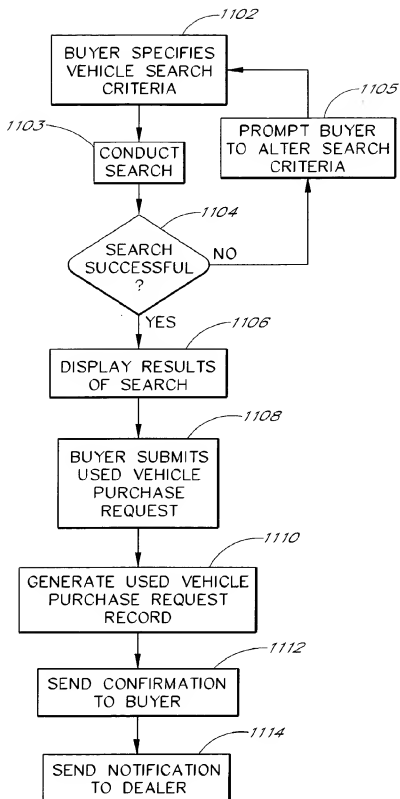 1102
BUYER SPECIFIES
VEHICLE SEARCH
CRITERIA
1105
PROMPT BUYER
TO ALTER SEARCH
CRITERIA
1103
CONDUCT
SEARCH
1104
SEARCH
SUCCESSFUL
?
NO
YES
1106
DISPLAY RESULTS
OF SEARCH
1108
BUYER SUBMITS
USED VEHICLE
PURCHASE
REQUEST
1110
GENERATE USED VEHICLE
PURCHASE REQUEST
RECORD
1112
SEND CONFIRMATION
TO BUYER
1114
SEND NOTIFICATION
TO DEALER